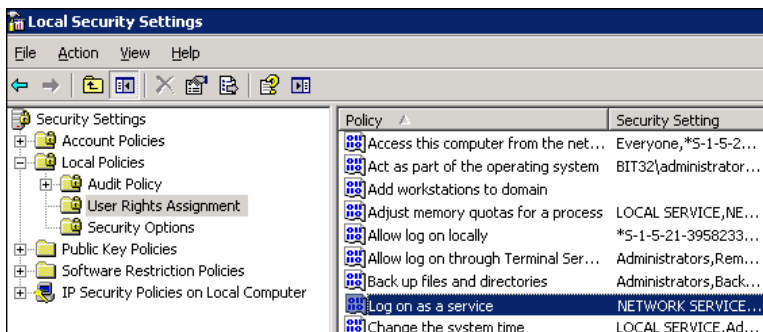 Local Security Settings
File Action View Help
Security Settings
Account Policies
Local Policies
Audit Policy
User Rights Assignment
Security Options
Public Key Policies
Software Restriction Policies
IP Security Policies on Local Computer
Policy Security Setting
Access this computer from the net... Everyone,*S-1-5-2...
Act as part of the operating system BIT32\administrator...
Add workstations to domain
Adjust memory quotas for a process LOCAL SERVICE,NE...
Allow log on locally *S-1-5-21-3958233...
Allow log on through Terminal Ser... Administrators,Rem...
Back up files and directories Administrators,Back...
Log on as a service NETWORK SERVICE...
Change the system time LOCAL SERVICE,Ad...